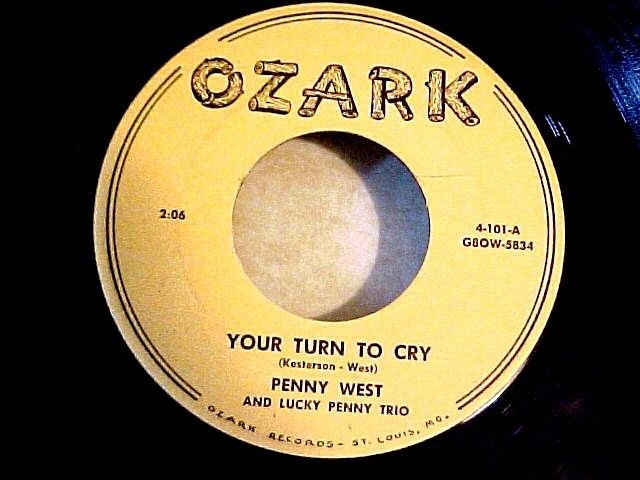 OZARK
2:06
4-101-A
G8OW-5834
YOUR TURN TO CRY
(Kesterson - West)
PENNY WEST
AND LUCKY PENNY TRIO
OZARK RECORDS - ST. LOUIS, MO.